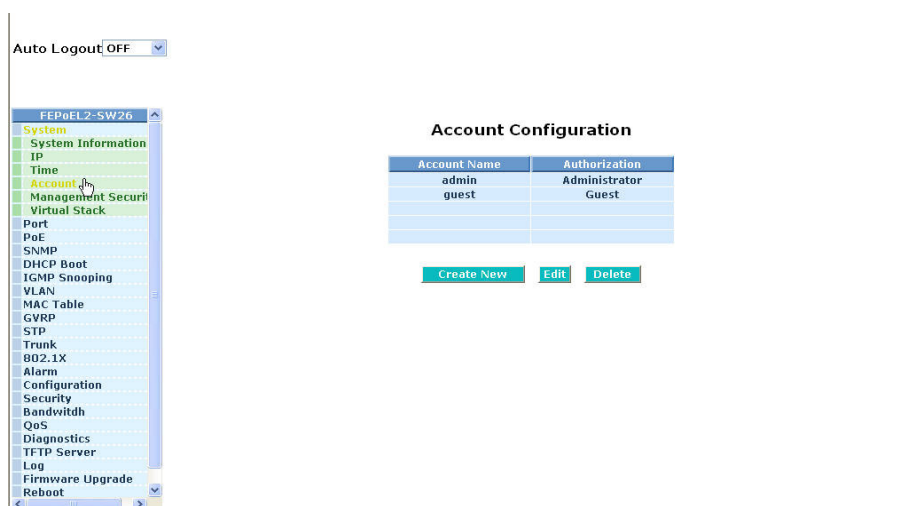 Auto Logout OFF
FEPoEL2-SW26
System
System Information
IP
Time
Account
Management Securit
Virtual Stack
Port
PoE
SNMP
DHCP Boot
IGMP Snooping
VLAN
MAC Table
GVRP
STP
Trunk
802.1X
Alarm
Configuration
Security
Bandwitdh
QoS
Diagnostics
TFTP Server
Log
Firmware Upgrade
Reboot
Account Configuration
Account Name Authorization
admin Administrator
guest Guest
Create New Edit Delete